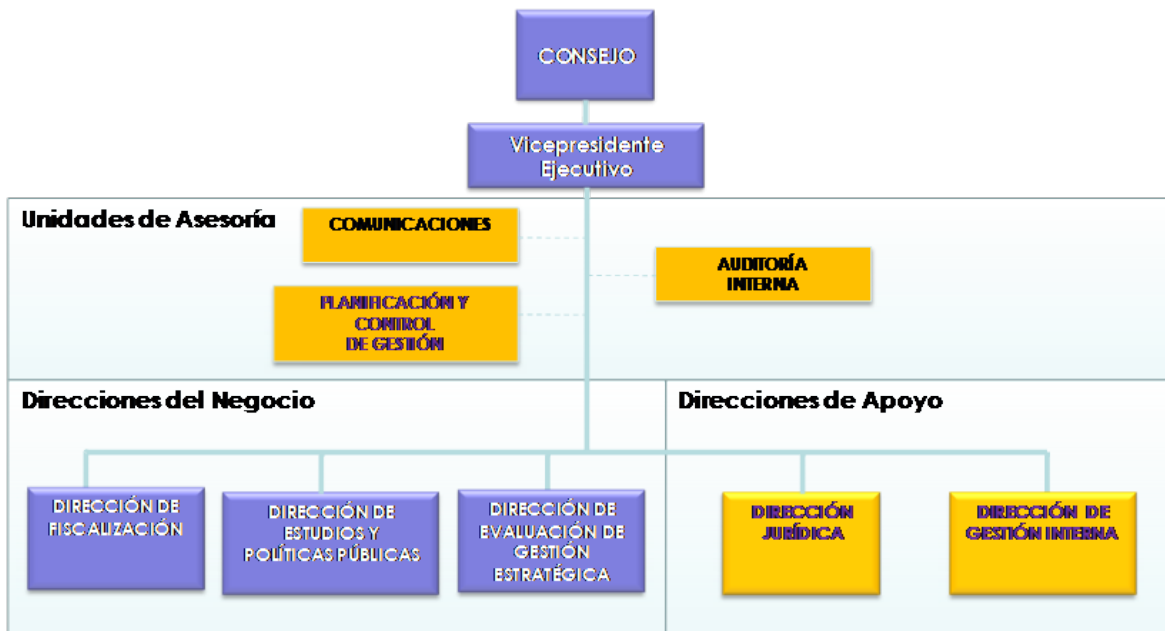 CONSEJO
Vicepresidente
Ejecutivo
Unidades de Asesoría
COMUNICACIONES
AUDITORÍA
INTERNA
PLANIFICACIÓN Y
CONTROL
DE GESTIÓN
Direcciones del Negocio
Direcciones de Apoyo
DIRECCIÓN DE
FISCALIZACIÓN
DIRECCIÓN DE
ESTUDIOS Y
POLÍTICAS PÚBLICAS
DIRECCIÓN DE
EVALUACIÓN DE
GESTIÓN
ESTRATÉGICA
DIRECCIÓN
JURÍDICA
DIRECCIÓN DE
GESTIÓN INTERNA